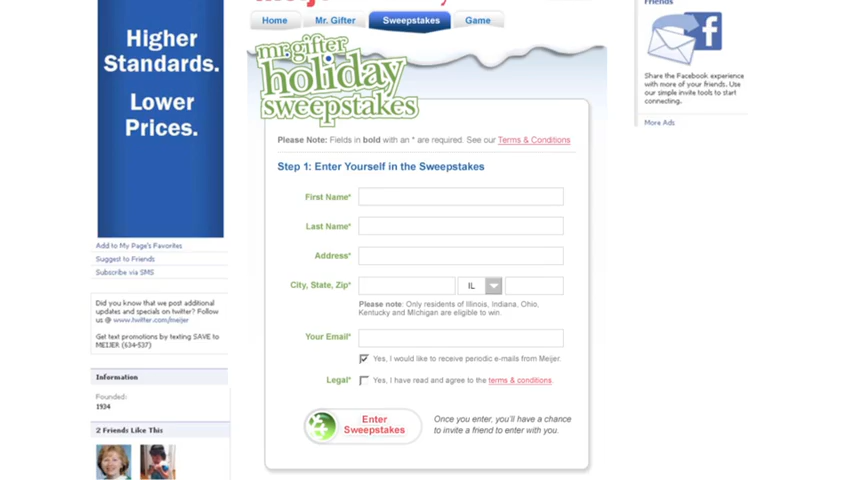 Home
Mr. Gifter
Sweepstakes
Game
Higher
Standards.
Lower
Prices.
Add to My Page's Favorites
Suggest to Friends
Subscribe via SMS
Did you know that we post additional
updates and specials on twitter? Follow
us @ www.twitter.com/meijer
Get text promotions by texting SAVE to
MEIJER (634-537)
Information
Founded:
1934
2 Friends Like This
mr. gifter
holiday
sweepstakes
Please Note: Fields in bold with an * are required. See our Terms & Conditions
Step 1: Enter Yourself in the Sweepstakes
First Name*
Last Name*
Address*
City, State, Zip*
IL
Please note: Only residents of Illinois, Indiana, Ohio,
Kentucky and Michigan are eligible to win.
Your Email*
Yes, I would like to receive periodic e-mails from Meijer.
Legal*
Yes, I have read and agree to the terms & conditions.
Enter
Sweepstakes
Once you enter, you'll have a chance
to invite a friend to enter with you.
Friends
f
Share the Facebook experience
with more of your friends. Use
our simple invite tools to start
connecting.
More Ads